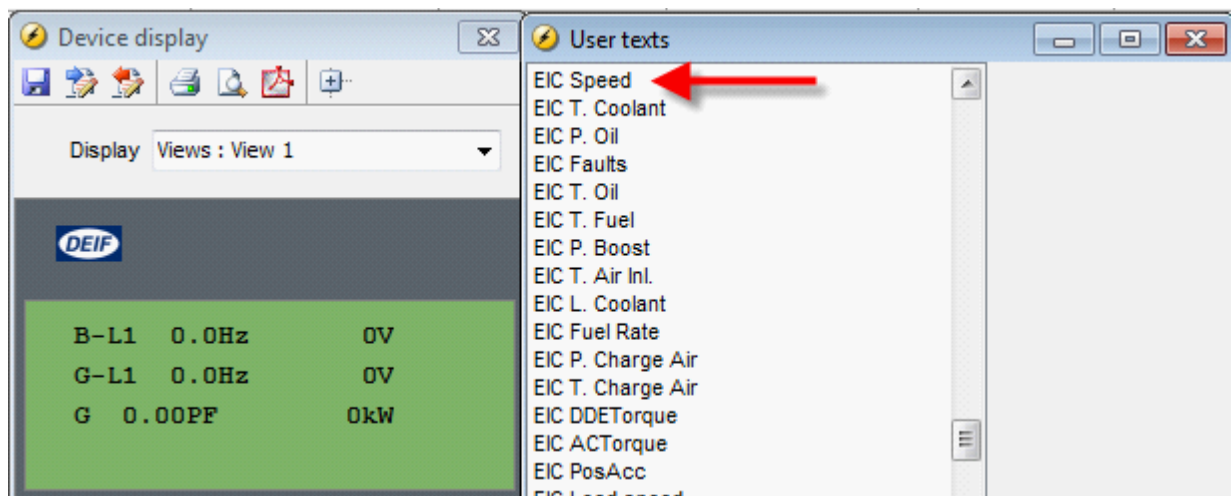 Device display
Display Views : View 1
DEIF
B-L1 0.0Hz 0V
G-L1 0.0Hz 0V
G 0.00PF 0kW
User texts
EIC Speed
EIC T. Coolant
EIC P. Oil
EIC Faults
EIC T. Oil
EIC T. Fuel
EIC P. Boost
EIC T. Air Inl.
EIC L. Coolant
EIC Fuel Rate
EIC P. Charge Air
EIC T. Charge Air
EIC DDETorque
EIC ACTorque
EIC PosAcc